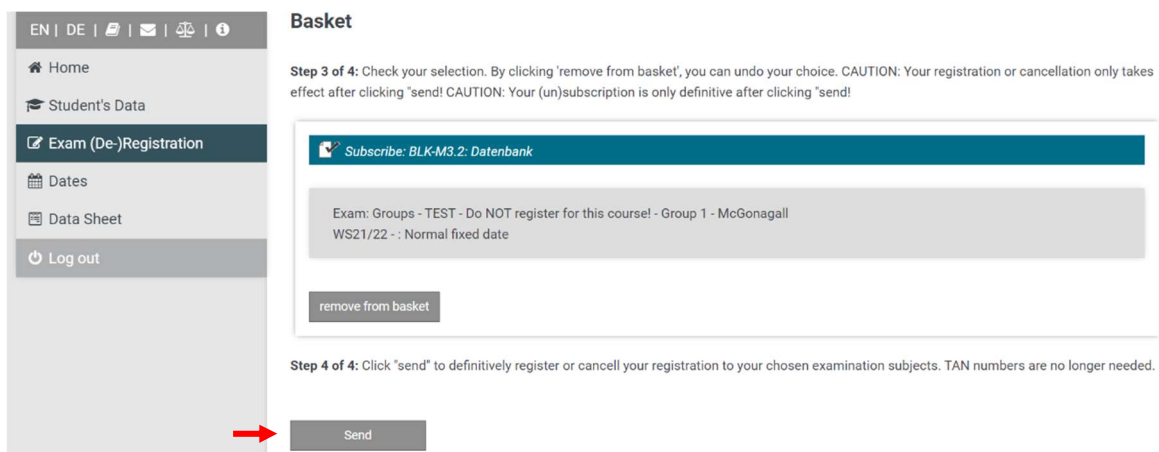 EN | DE | | | |
Home
Student's Data
Exam (De-)Registration
Dates
Data Sheet
Log out
Basket
Step 3 of 4: Check your selection. By clicking 'remove from basket', you can undo your choice. CAUTION: Your registration or cancellation only takes
effect after clicking "send! CAUTION: Your (un)subscription is only definitive after clicking "send!
Subscribe: BLK-M3.2: Datenbank
Exam: Groups - TEST - Do NOT register for this course! - Group 1 - McGonagall
WS21/22 - : Normal fixed date
remove from basket
Step 4 of 4: Click "send" to definitively register or cancell your registration to your chosen examination subjects. TAN numbers are no longer needed.
Send